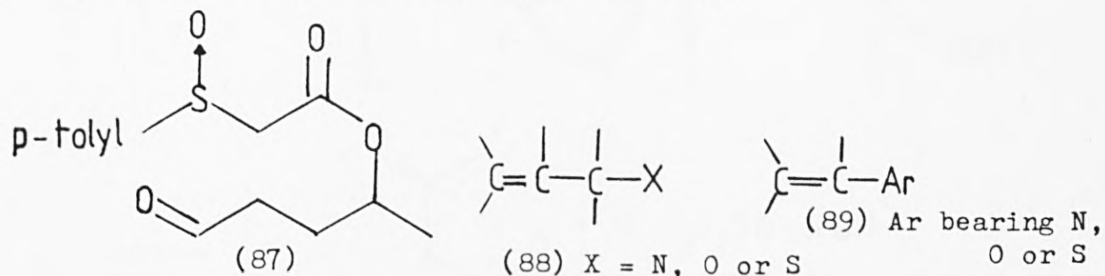 O
O
S
p-tolyl
O
O
C=C-C-X
C=C-Ar
(87)
(88) X = N, O or S
(89) Ar bearing N,
O or S